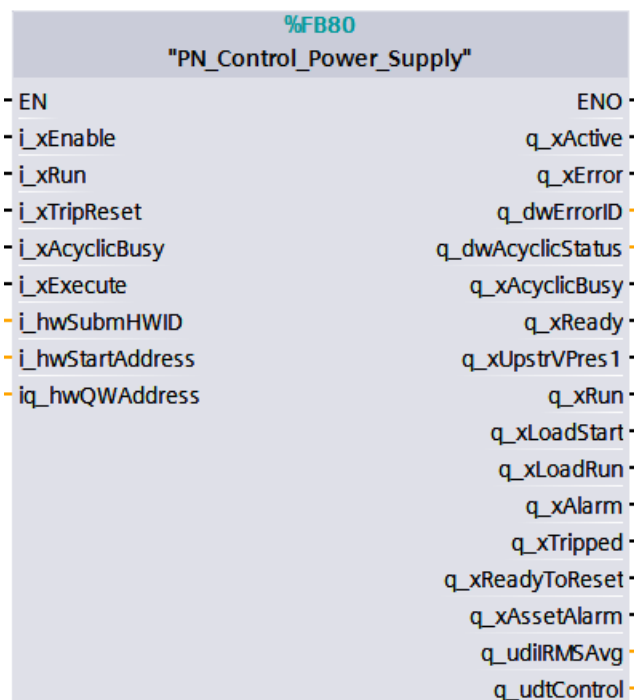 %FB80
"PN_Control_Power_Supply"
EN ENO
i_xEnable q_xActive
i_xRun q_xError
i_xTripReset q_dwErrorID
i_xAcyclicBusy q_dwAcyclicStatus
i_xExecute q_xAcyclicBusy
i_hwSubmHWID q_xReady
i_hwStartAddress q_xUpstrVPres1
iq_hwQWAddress q_xRun
q_xLoadStart
q_xLoadRun
q_xAlarm
q_xTripped
q_xReadyToReset
q_xAssetAlarm
q_udiIRMSAvg
q_udtControl